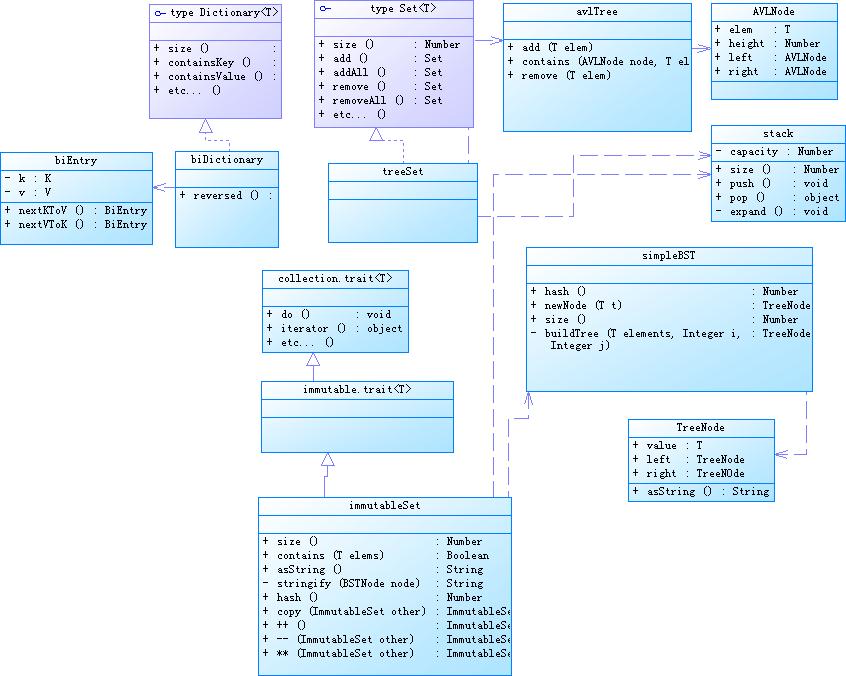 type Dictionary<T>
+ size () :
+ containsKey () :
+ containsValue () :
+ etc... ()
type Set<T>
+ size () : Number
+ add () : Set
+ addAll () : Set
+ remove () : Set
+ removeAll () : Set
+ etc... ()
avlTree
+ add (T elem)
+ contains (AVLNode node, T el
+ remove (T elem)
AVLNode
+ elem : T
+ height : Number
+ left : AVLNode
+ right : AVLNode
biEntry
- k : K
- v : V
+ nextKToV () : BiEntry
+ nextVToK () : BiEntry
biDictionary
+ reversed () :
treeSet
stack
- capacity : Number
+ size () : Number
+ push () : void
+ pop () : object
- expand () : void
collection.trait<T>
+ do () : void
+ iterator () : object
+ etc... ()
simpleBST
+ hash () : Number
+ newNode (T t) : TreeNode
+ size () : Number
- buildTree (T elements, Integer i, : TreeNode
Integer j)
immutable.trait<T>
TreeNode
+ value : T
+ left : TreeNode
+ right : TreeNOde
+ asString () : String
immutableSet
+ size () : Number
+ contains (T elems) : Boolean
+ asString () : String
- stringify (BSTNode node) : String
+ hash () : Number
+ copy (ImmutableSet other) : ImmutableSe
+ ++ () : ImmutableSe
+ -- (ImmutableSet other) : ImmutableSe
+ ** (ImmutableSet other) : ImmutableSe